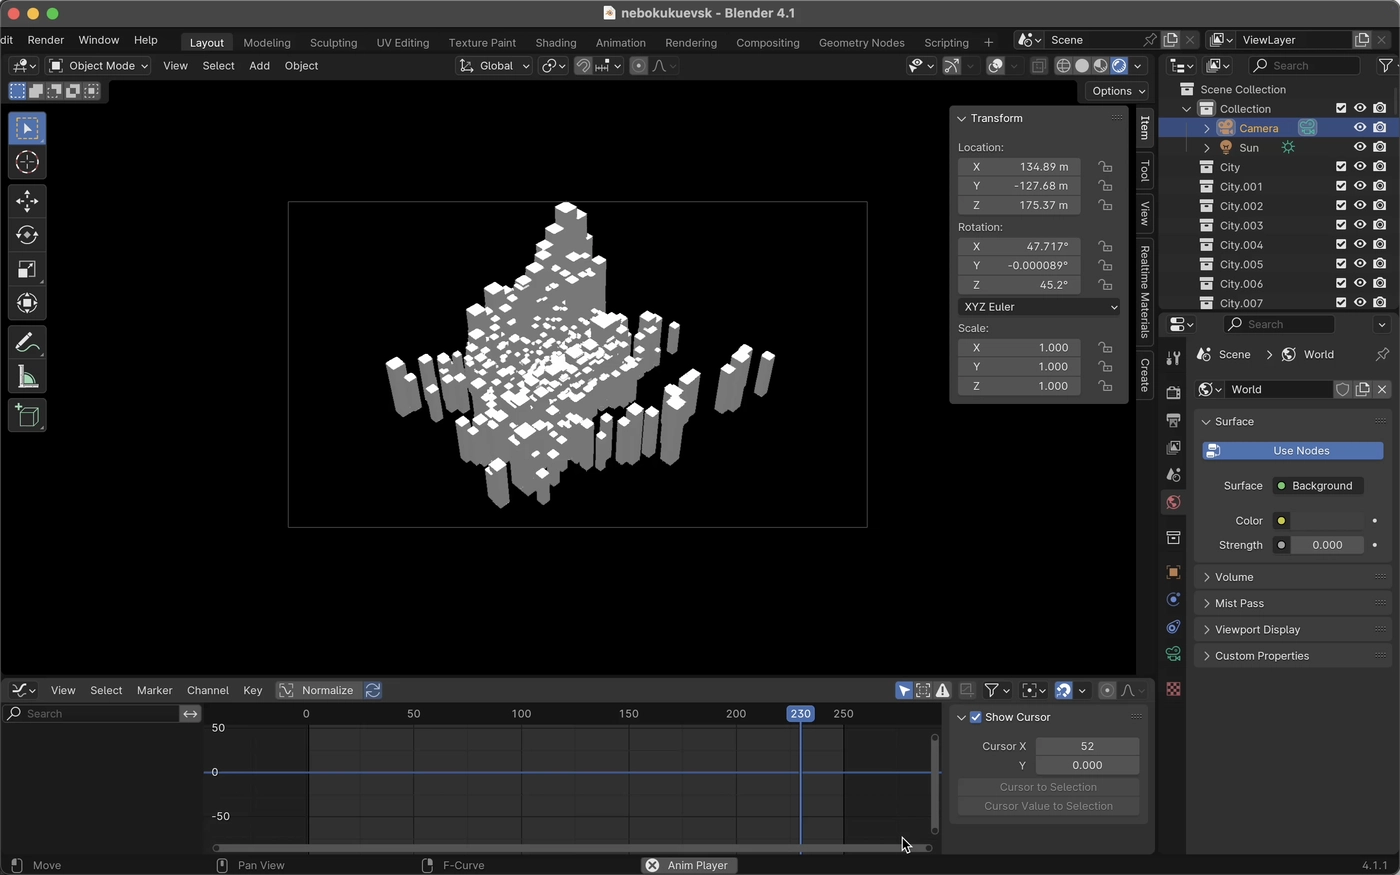 nebokukuevsk - Blender 4.1
dit Render Window Help Layout Modeling Sculpting UV Editing Texture Paint Shading Animation Rendering Compositing Geometry Nodes Scripting + Scene ViewLayer
Object Mode View Select Add Object Global Search
Options
Transform
Location:
X 134.89 m
Y -127.68 m
Z 175.37 m
Rotation:
X 47.717°
Y -0.000089°
Z 45.2°
XYZ Euler
Scale:
X 1.000
Y 1.000
Z 1.000
Item
Tool
View
Realtime Materials
Create
Scene Collection
Collection
Camera
Sun
City
City.001
City.002
City.003
City.004
City.005
City.006
City.007
Search
Scene > World
World
Surface
Use Nodes
Surface Background
Color
Strength 0.000
Volume
Mist Pass
Viewport Display
Custom Properties
View Select Marker Channel Key Normalize
Search
0 50 100 150 200 230 250
50
0
-50
Show Cursor
Cursor X 52
Y 0.000
Cursor to Selection
Cursor Value to Selection
Move Pan View F-Curve Anim Player 4.1.1